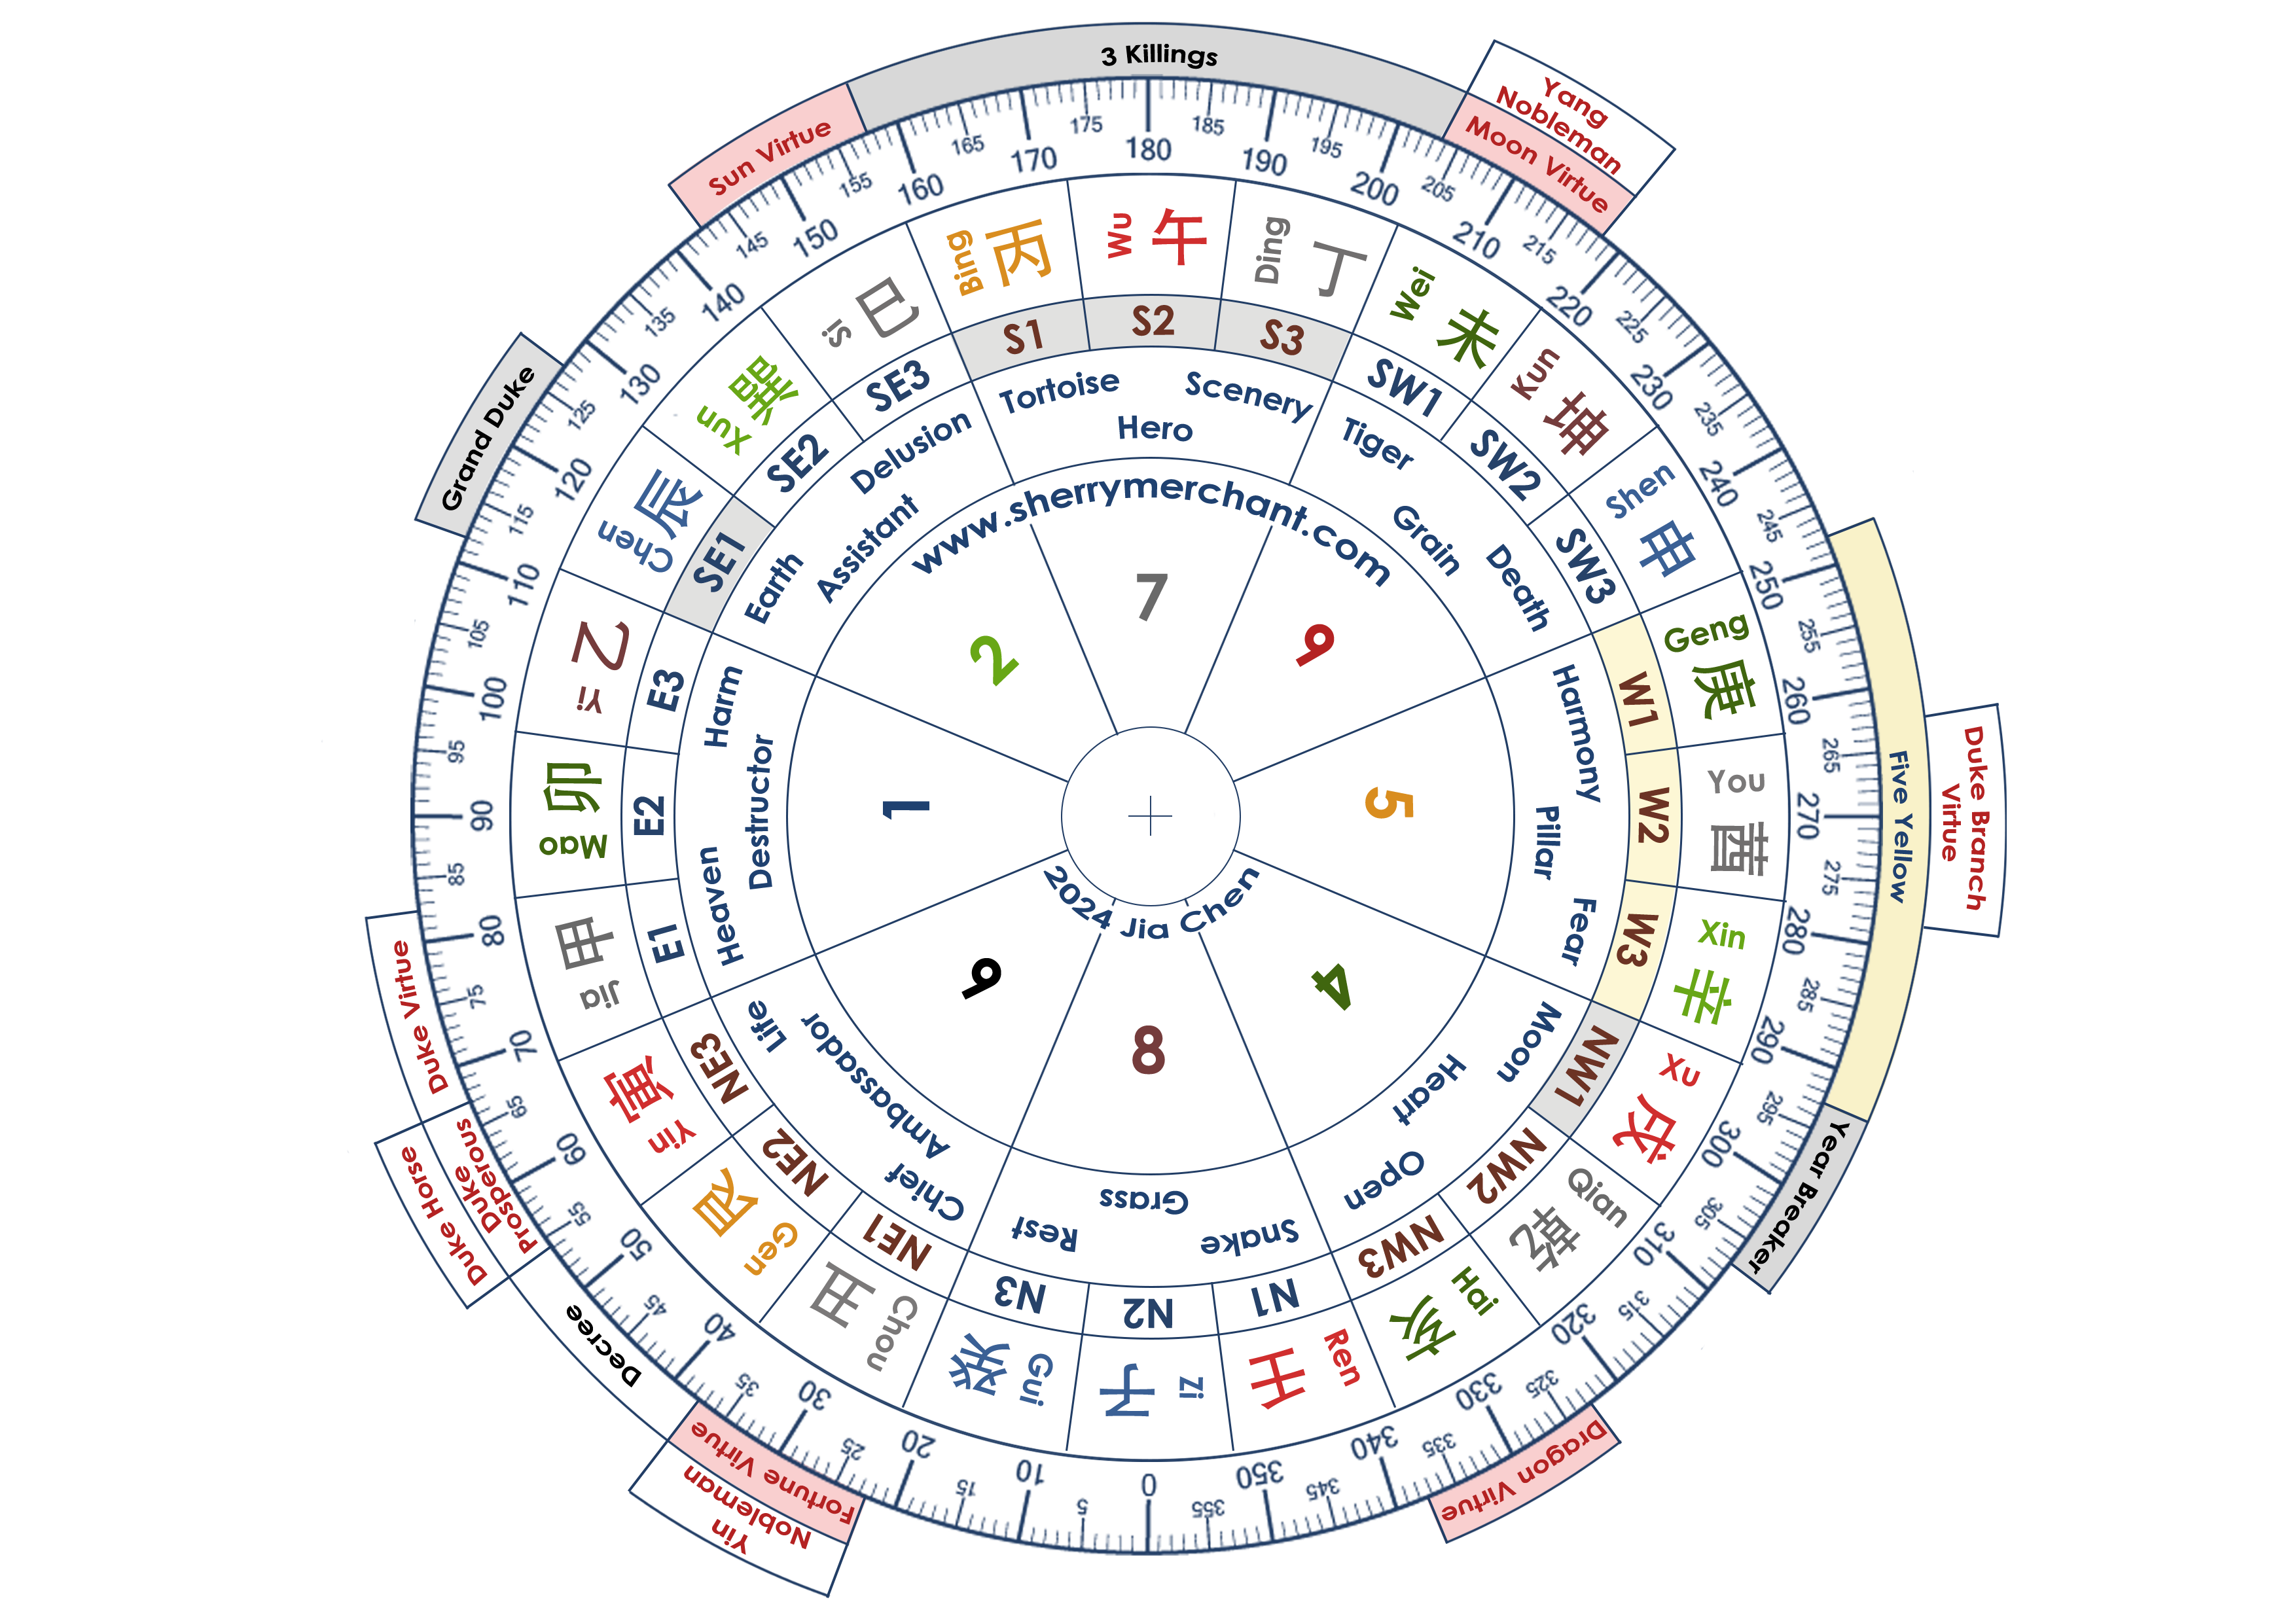 3 Killings
Yang
Nobleman
Moon Virtue
Five Yellow
Duke Branch
Virtue
Year Breaker
Dragon Virtue
Fortune Virtue
Yin
Nobleman
Decree
Prosperous
Duke
Duke Horse
Duke Virtue
Grand Duke
Sun Virtue
0
5
10
15
20
25
30
35
40
45
50
55
60
65
70
75
80
85
90
95
100
105
110
115
120
125
130
135
140
145
150
155
160
165
170
175
180
185
190
195
200
205
210
215
220
225
230
235
240
245
250
255
260
265
270
275
280
285
290
295
300
305
310
315
320
325
330
335
340
345
350
355
Bing 丙
Wu 午
Ding 丁
Wei 未
Kun 坤
Shen 申
Geng 庚
You 酉
Xin 辛
Xu 戌
Qian 乾
Hai 亥
Ren 壬
Zi 子
Gui 癸
Chou 丑
Gen 艮
Yin 寅
Jia 甲
Mao 卯
Yi 乙
Chen 辰
Xun 巽
Si 巳
S1
S2
S3
SW1
SW2
SW3
W1
W2
W3
NW1
NW2
NW3
N1
N2
N3
NE1
NE2
NE3
E1
E2
E3
SE1
SE2
SE3
Tortoise
Scenery
Hero
Tiger
Grain
Death
Harmony
Pillar
Fear
Moon
Heart
Open
Snake
Grass
Rest
Chief
Ambassador
Life
Heaven
Destructor
Harm
Earth
Assistant
Delusion
www.sherrymerchant.com
7
9
5
4
8
6
1
2
2024 Jia Chen